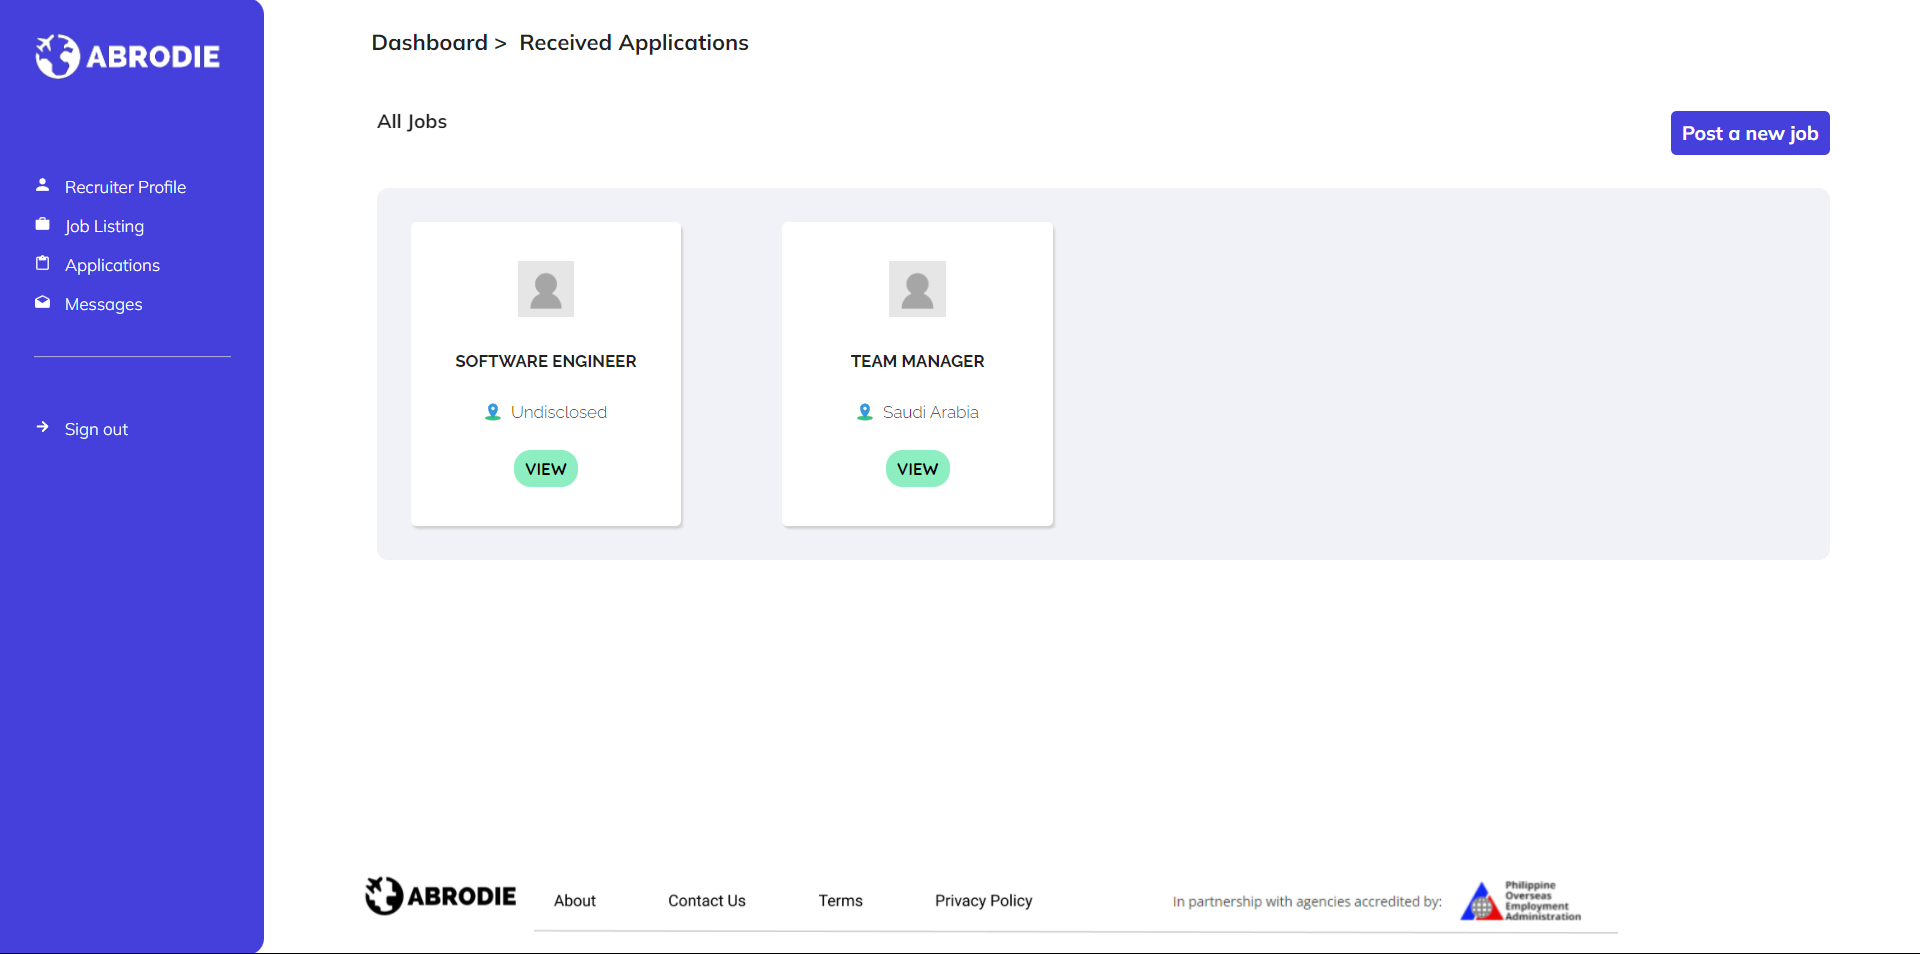 ABRODIE
Recruiter Profile
Job Listing
Applications
Messages
Sign out
Dashboard > Received Applications
All Jobs
Post a new job
SOFTWARE ENGINEER
Undisclosed
VIEW
TEAM MANAGER
Saudi Arabia
VIEW
ABRODIE
About
Contact Us
Terms
Privacy Policy
In partnership with agencies accredited by:
Philippine
Overseas
Employment
Administration